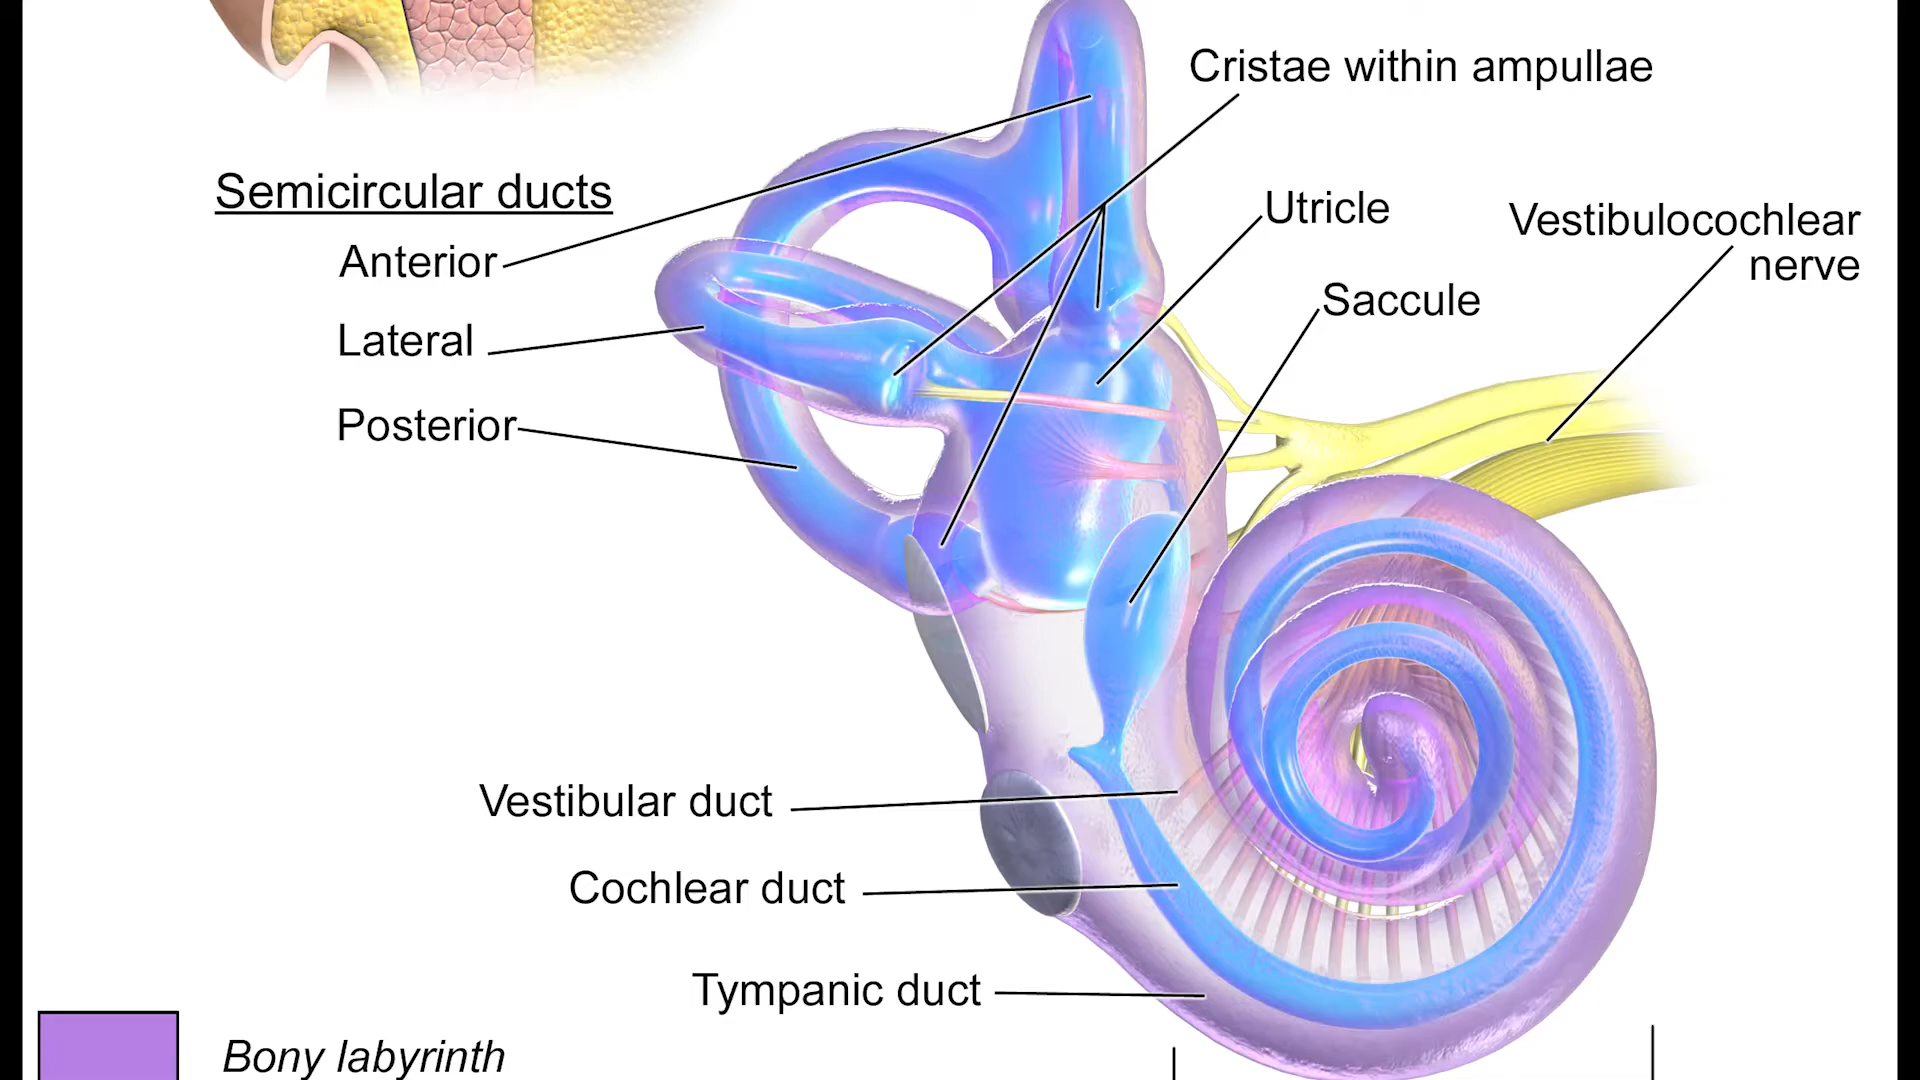 Cristae within ampullae
Semicircular ducts
Anterior
Lateral
Posterior
Utricle
Saccule
Vestibulocochlear
nerve
Vestibular duct
Cochlear duct
Tympanic duct
Bony labyrinth